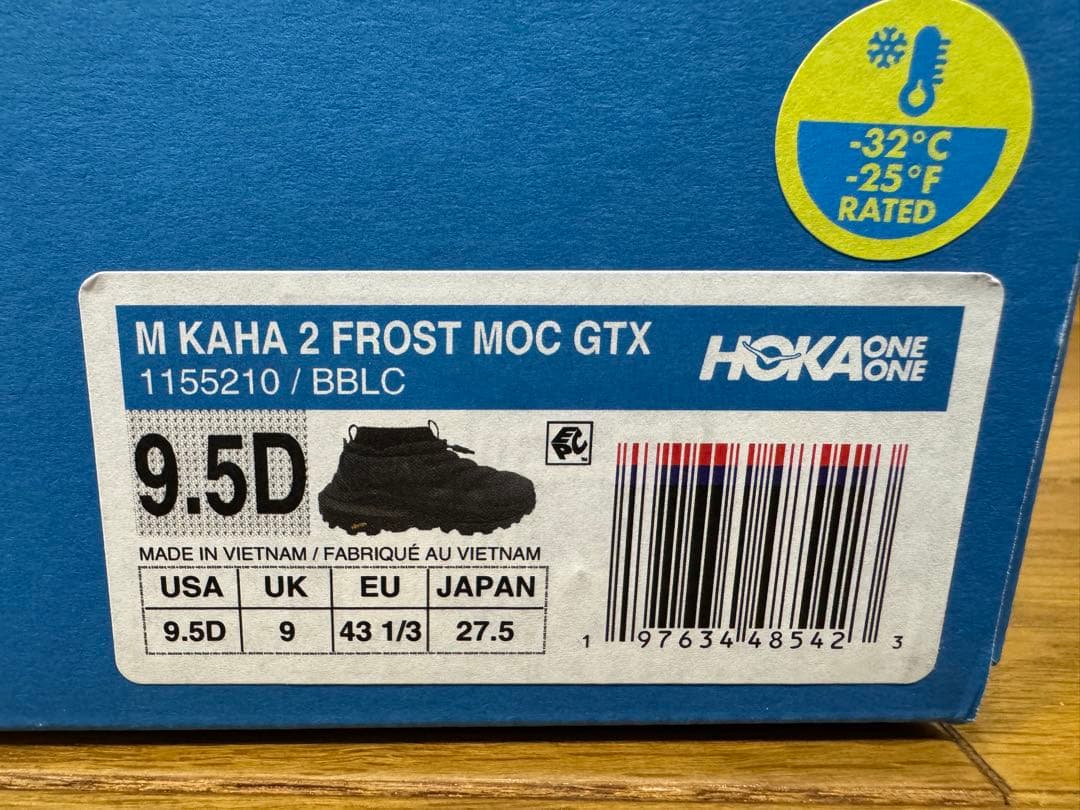 -32°C
-25°F
RATED
M KAHA 2 FROST MOC GTX
1155210 / BBLC
HOKA ONE ONE
9.5D
EPC
MADE IN VIETNAM / FABRIQUÉ AU VIETNAM
USA UK EU JAPAN
9.5D 9 43 1/3 27.5
1 97634 48542 3